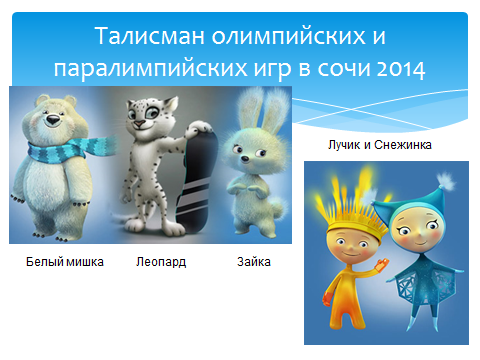 Талисман олимпийских и
паралимпийских игр в сочи 2014
Лучик и Снежинка
Белый мишка Леопард Зайка